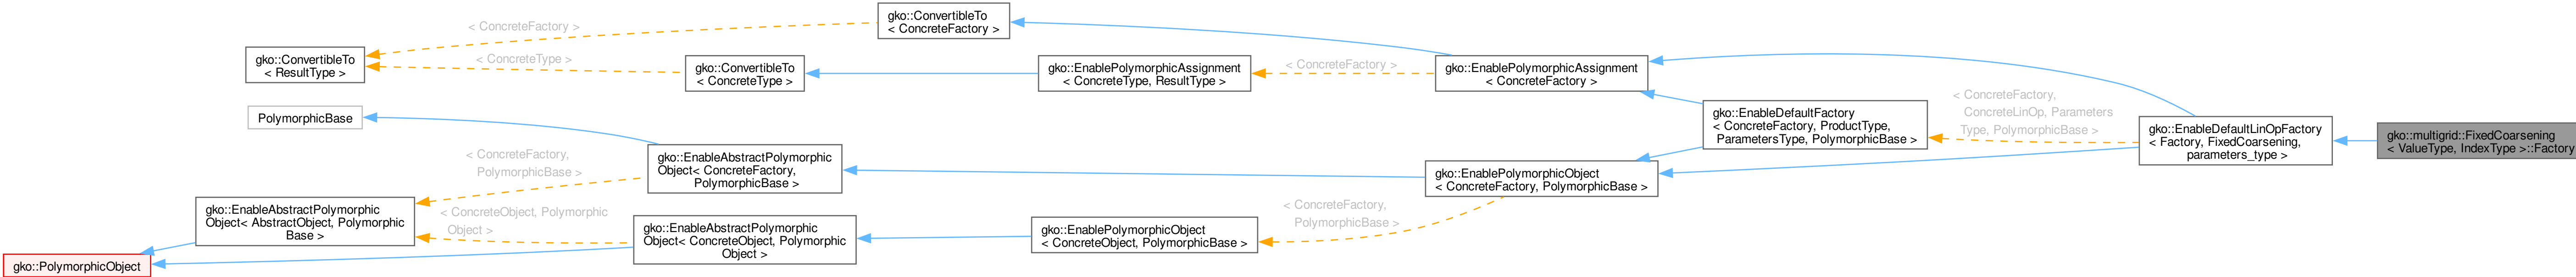 gko::ConvertibleTo
< ResultType >
PolymorphicBase
gko::EnableAbstractPolymorphic
Object< AbstractObject, Polymorphic
Base >
gko::PolymorphicObject
< ConcreteFactory >
< ConcreteType >
< ConcreteFactory,
PolymorphicBase >
< ConcreteObject, Polymorphic
Object >
gko::ConvertibleTo
< ConcreteFactory >
gko::ConvertibleTo
< ConcreteType >
gko::EnableAbstractPolymorphic
Object< ConcreteFactory,
PolymorphicBase >
gko::EnableAbstractPolymorphic
Object< ConcreteObject, Polymorphic
Object >
gko::EnablePolymorphicAssignment
< ConcreteType, ResultType >
gko::EnablePolymorphicObject
< ConcreteObject, PolymorphicBase >
< ConcreteFactory >
< ConcreteFactory,
PolymorphicBase >
gko::EnablePolymorphicAssignment
< ConcreteFactory >
gko::EnablePolymorphicObject
< ConcreteFactory, PolymorphicBase >
gko::EnableDefaultFactory
< ConcreteFactory, ProductType,
ParametersType, PolymorphicBase >
< ConcreteFactory,
ConcreteLinOp, Parameters
Type, PolymorphicBase >
gko::EnableDefaultLinOpFactory
< Factory, FixedCoarsening,
parameters_type >
gko::multigrid::FixedCoarsening
< ValueType, IndexType >::Factory